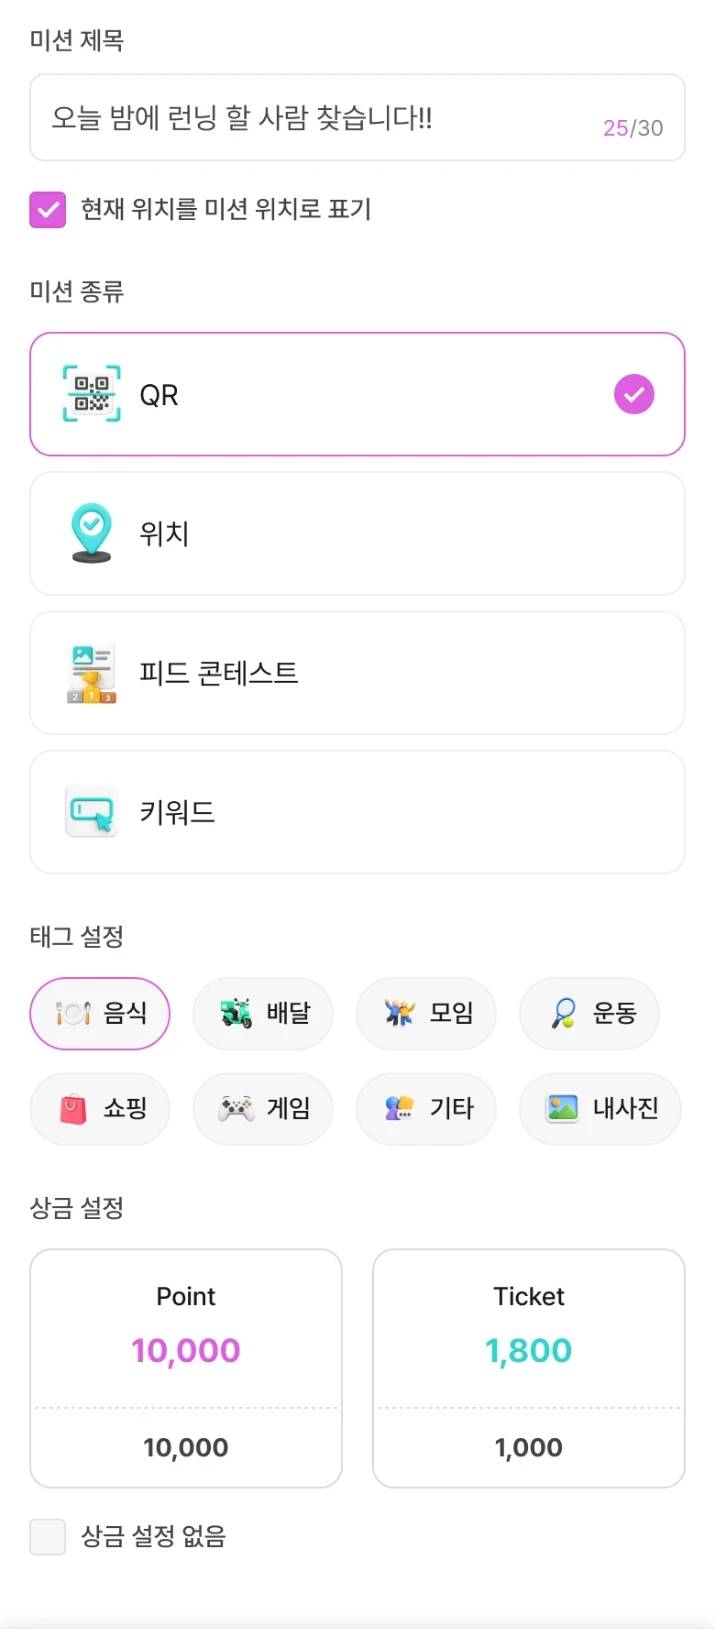 미션 제목
오늘 밤에 런닝 할 사람 찾습니다!!
25/30
현재 위치를 미션 위치로 표기
미션 종류
QR
위치
2 1 3
피드 콘테스트
키워드
태그 설정
음식 배달 모임 운동
쇼핑 게임 기타 내사진
상금 설정
Point Ticket
10,000 1,800
10,000 1,000
상금 설정 없음